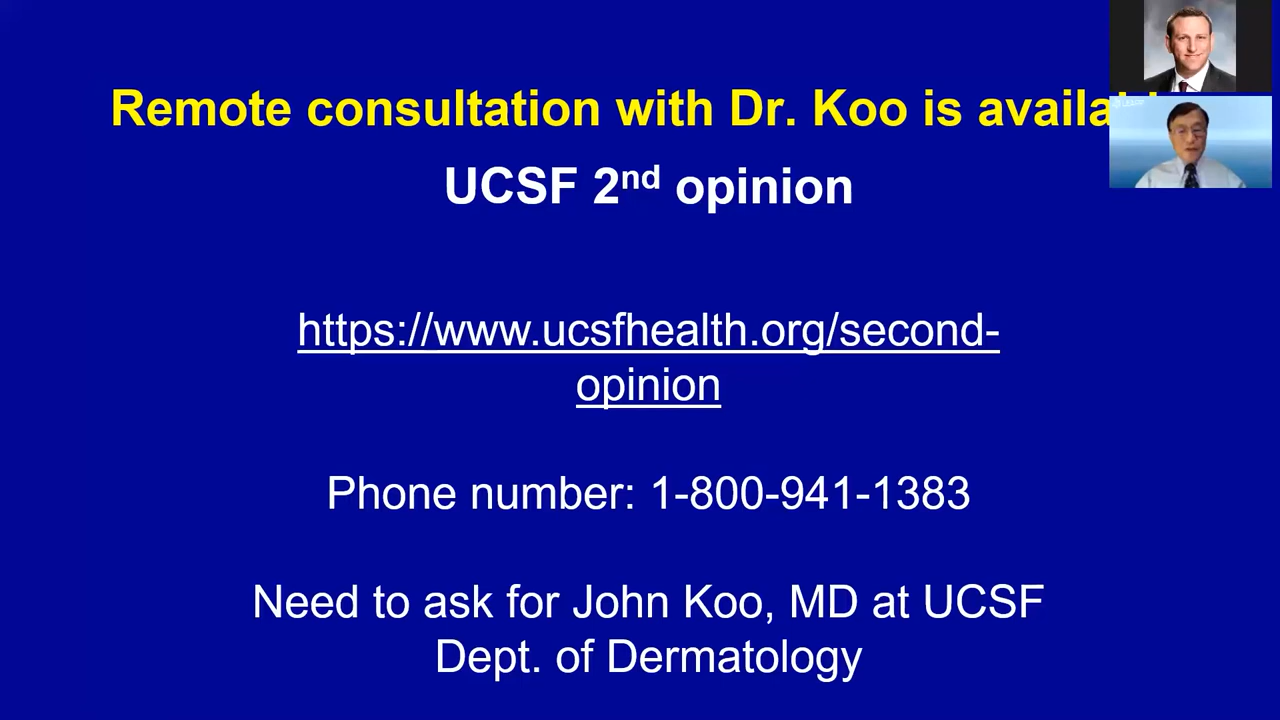 Remote consultation with Dr. Koo is
UCSF 2nd opinion
https://www.ucsfhealth.org/second-
opinion
Phone number: 1-800-941-1383
Need to ask for John Koo, MD at UCSF
Dept. of Dermatology